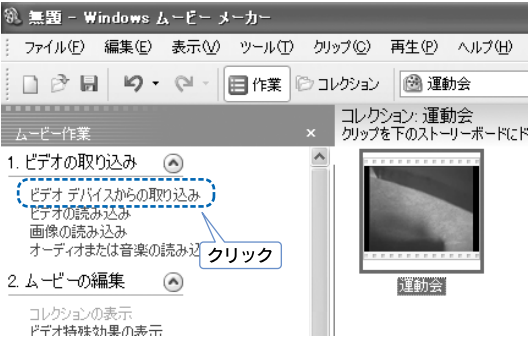 無題 - Windows ムービー メーカー
ファイル(F) 編集(E) 表示(V) ツール(T) クリップ(C) 再生(P) ヘルプ(H)
作業 コレクション 運動会
ムービー作業 ×
コレクション: 運動会
クリップを下のストーリーボードにド
1. ビデオの取り込み
ビデオ デバイスからの取り込み
ビデオの読み込み
画像の読み込み
オーディオまたは音楽の読み込
クリック
運動会
2. ムービーの編集
コレクションの表示
ビデオ特殊効果の表示